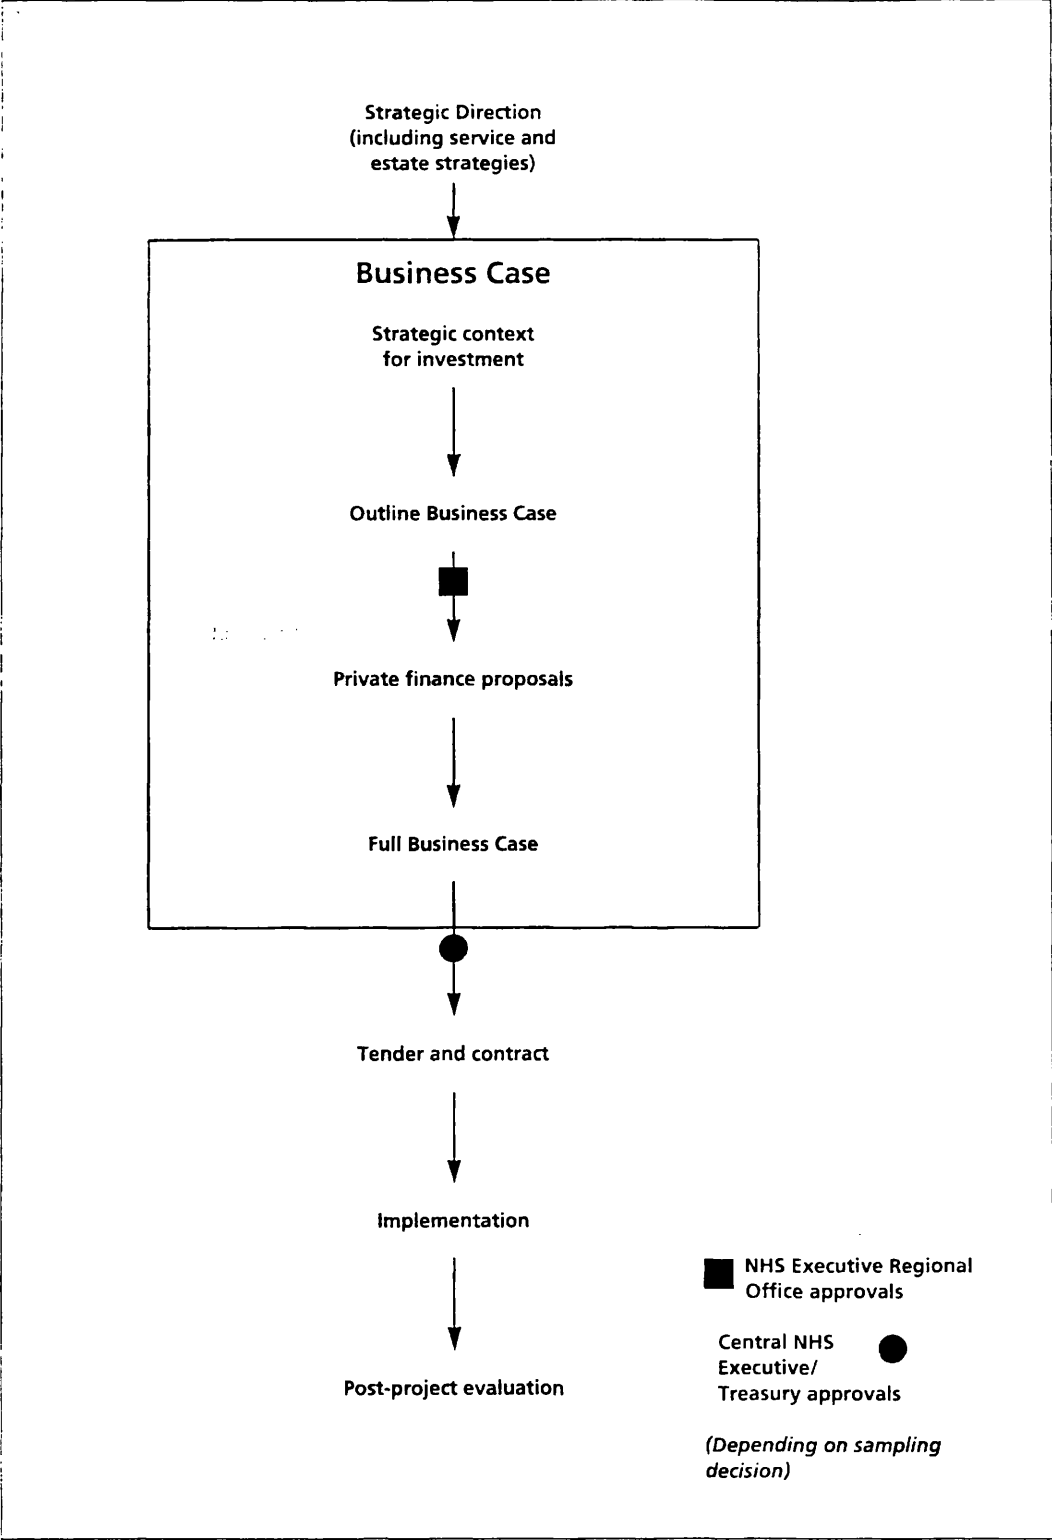 Strategic Direction
(including service and
estate strategies)
Business Case
Strategic context
for investment
Outline Business Case
Private finance proposals
Full Business Case
Tender and contract
Implementation
Post-project evaluation
NHS Executive Regional
Office approvals
Central NHS
Executive/
Treasury approvals
(Depending on sampling
decision)